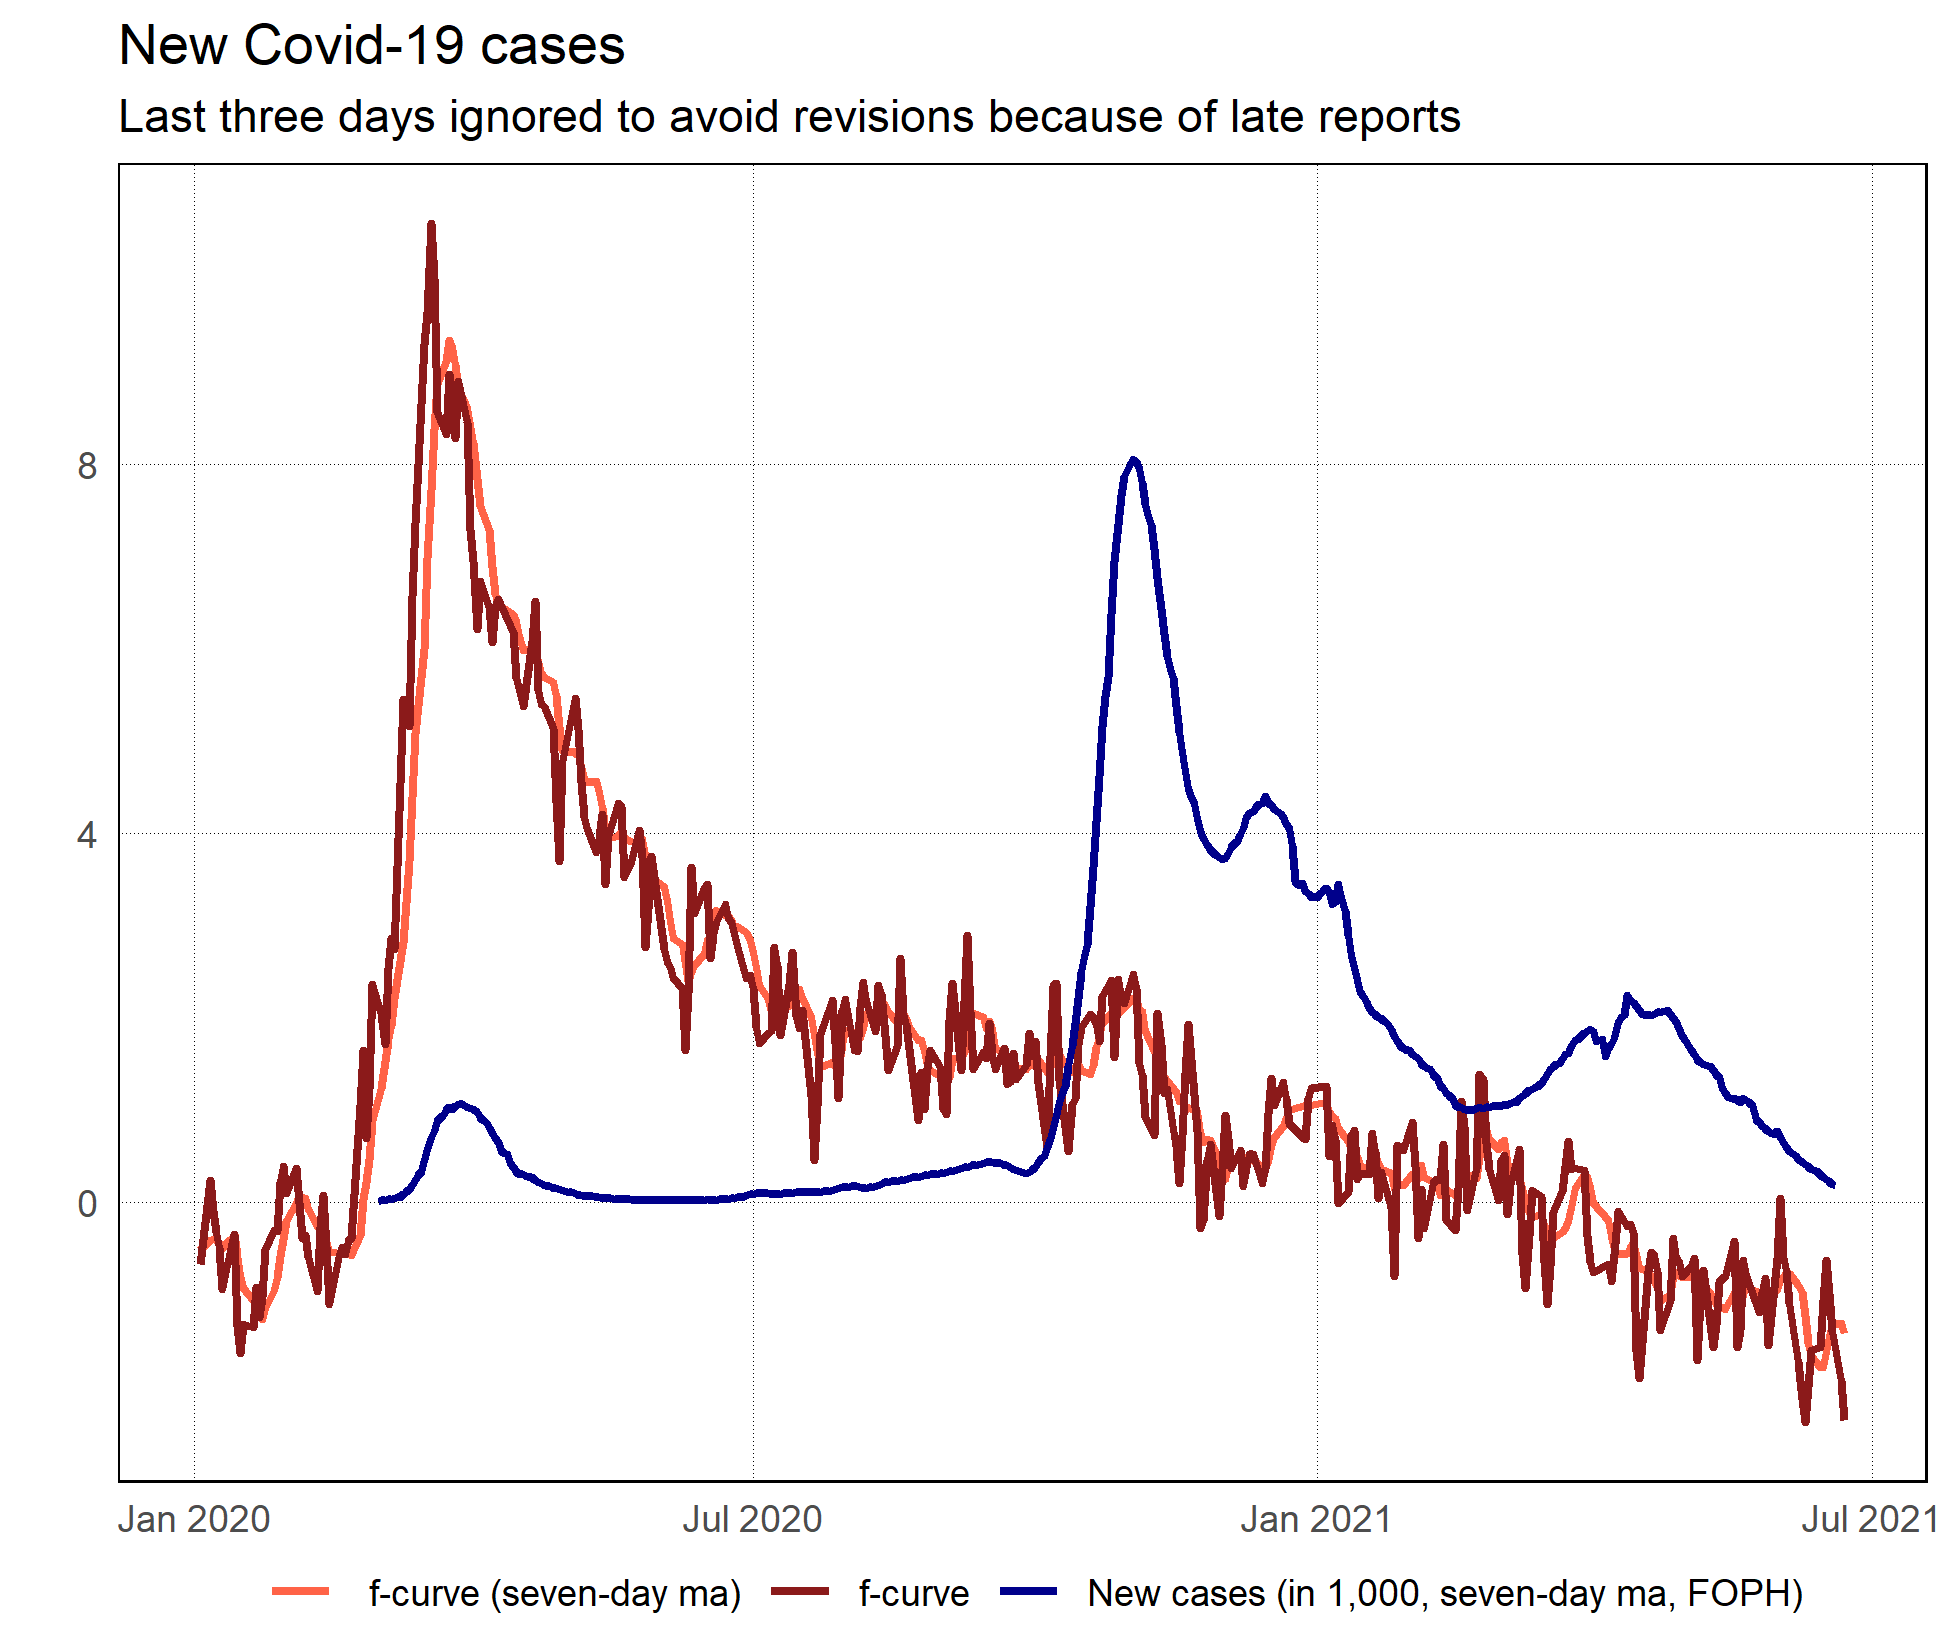 New Covid-19 cases
Last three days ignored to avoid revisions because of late reports
8
4
0
Jan 2020 Jul 2020 Jan 2021 Jul 2021
f-curve (seven-day ma) f-curve New cases (in 1,000, seven-day ma, FOPH)